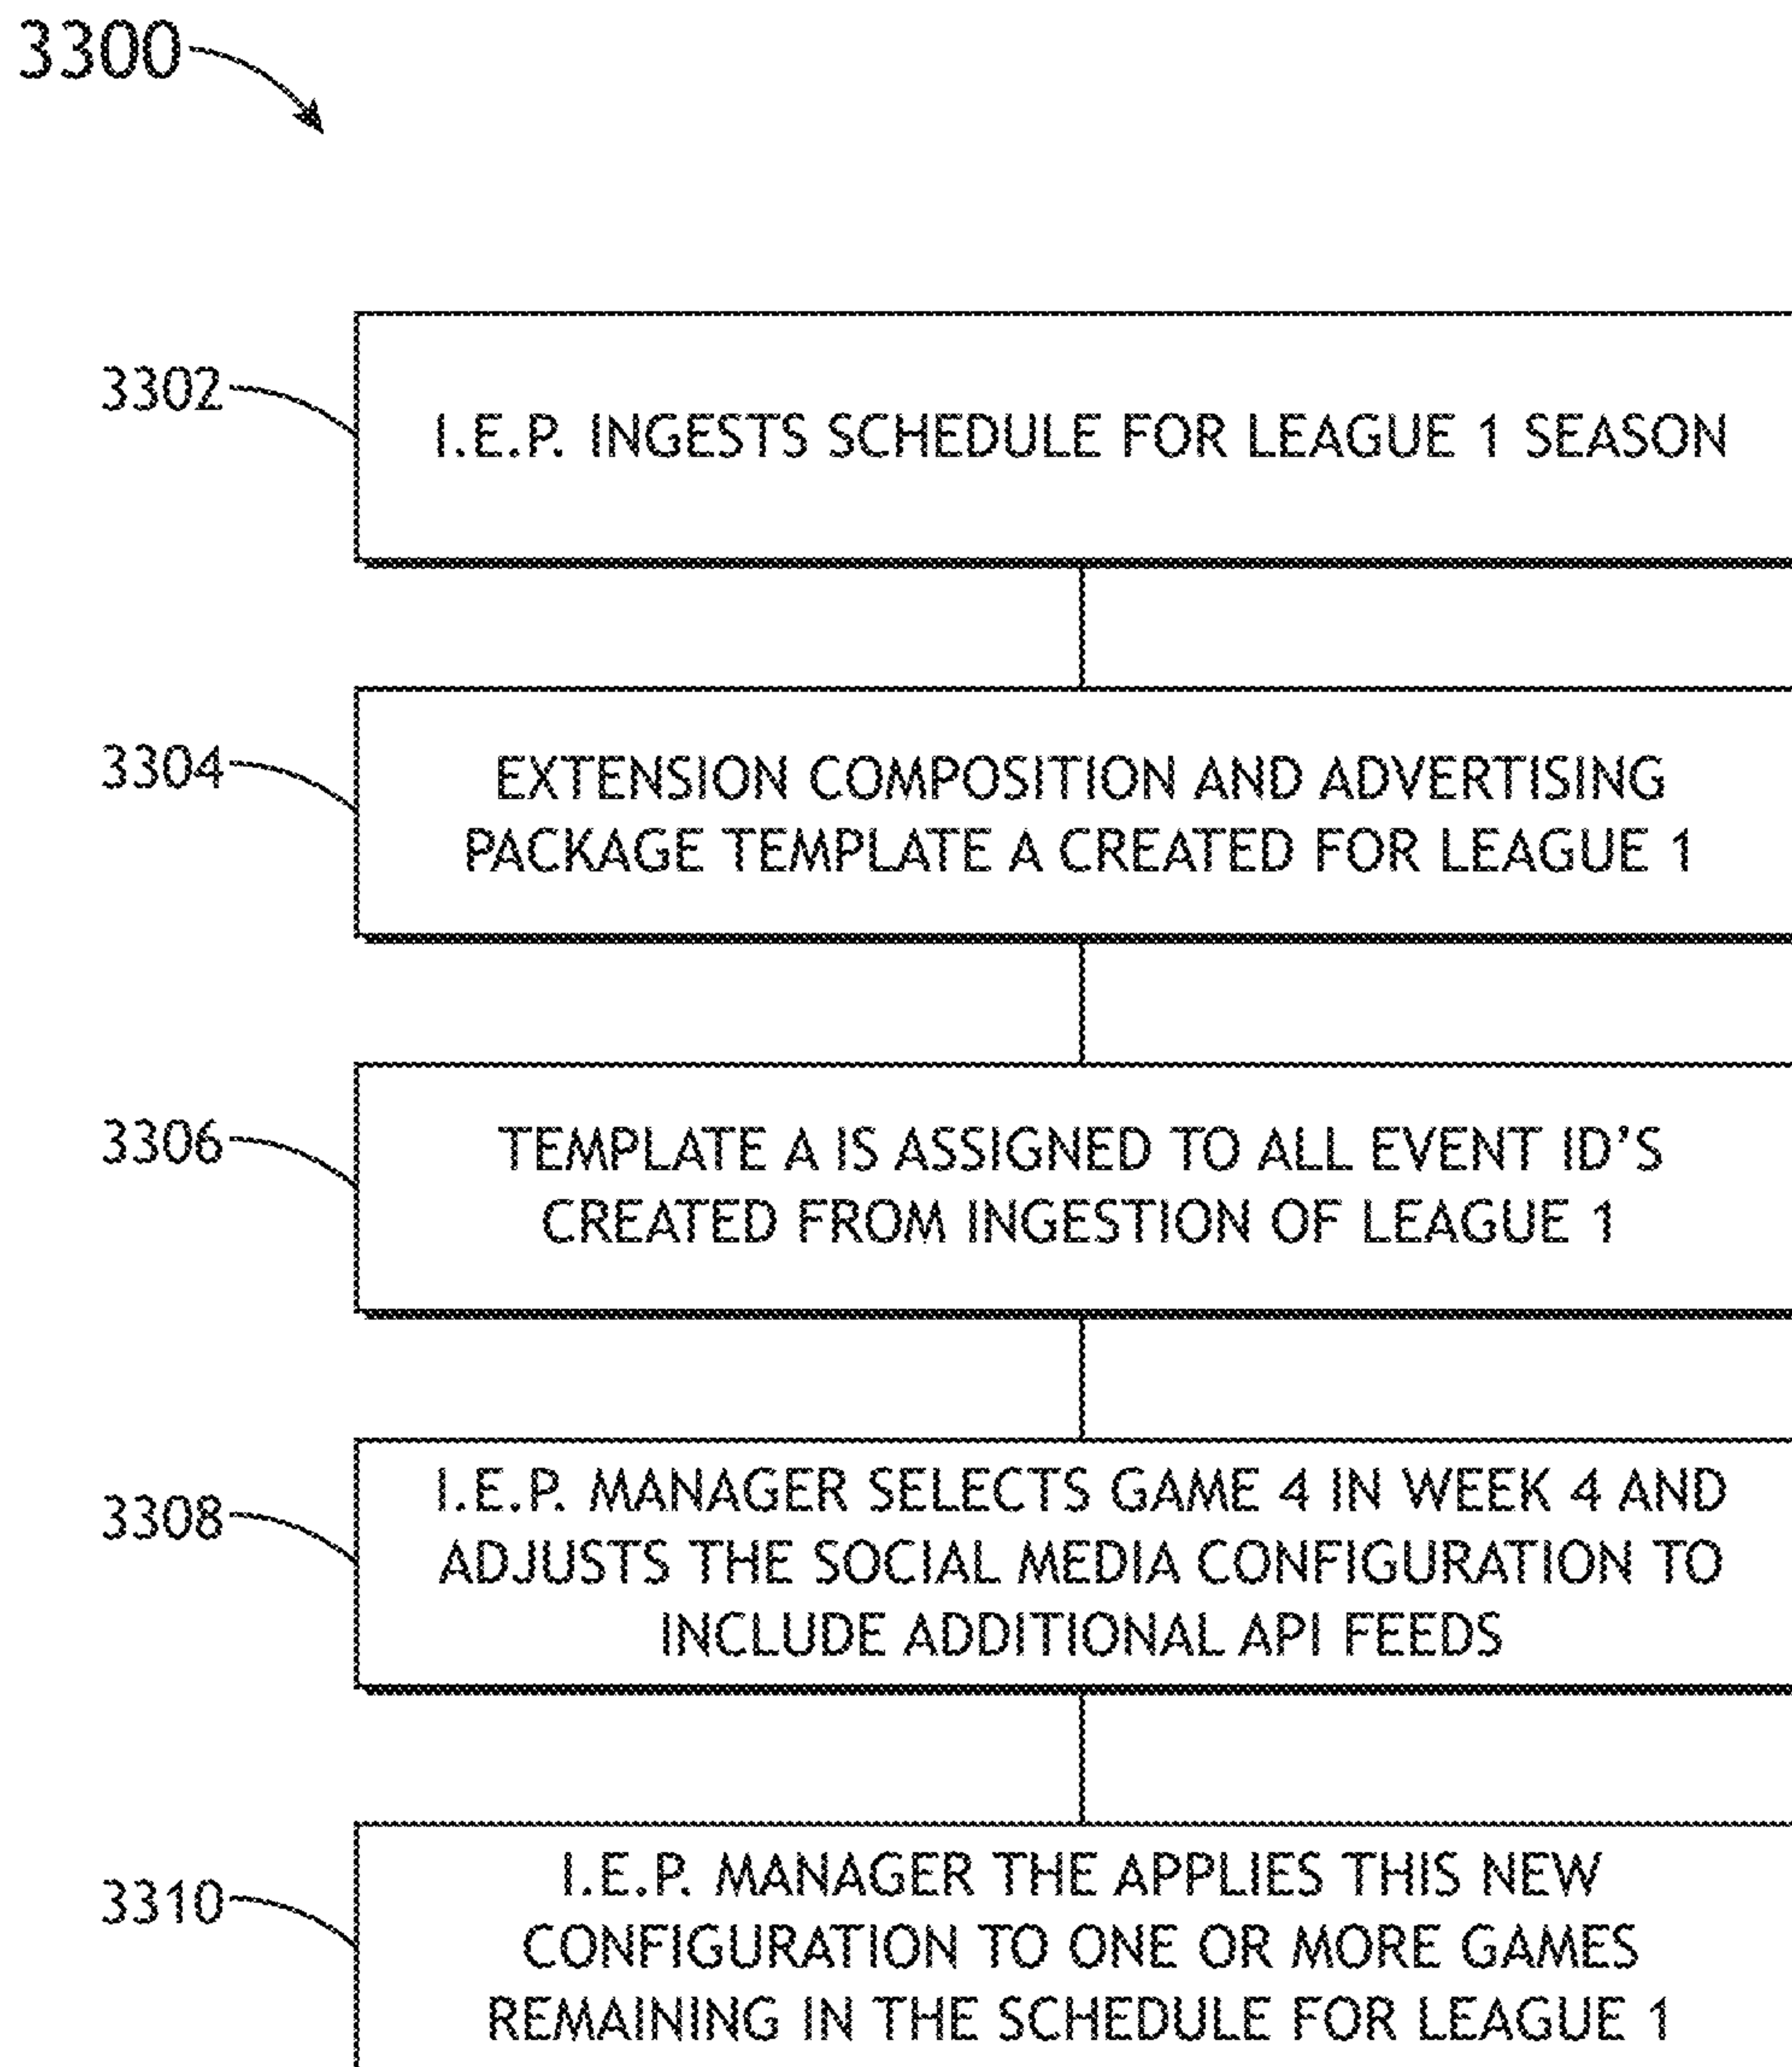 3300
3302
I.E.P. INGESTS SCHEDULE FOR LEAGUE 1 SEASON
3304
EXTENSION COMPOSITION AND ADVERTISING
PACKAGE TEMPLATE A CREATED FOR LEAGUE 1
3306
TEMPLATE A IS ASSIGNED TO ALL EVENT ID'S
CREATED FROM INGESTION OF LEAGUE 1
3308
I.E.P. MANAGER SELECTS GAME 4 IN WEEK 4 AND
ADJUSTS THE SOCIAL MEDIA CONFIGURATION TO
INCLUDE ADDITIONAL API FEEDS
3310
I.E.P. MANAGER THE APPLIES THIS NEW
CONFIGURATION TO ONE OR MORE GAMES
REMAINING IN THE SCHEDULE FOR LEAGUE 1